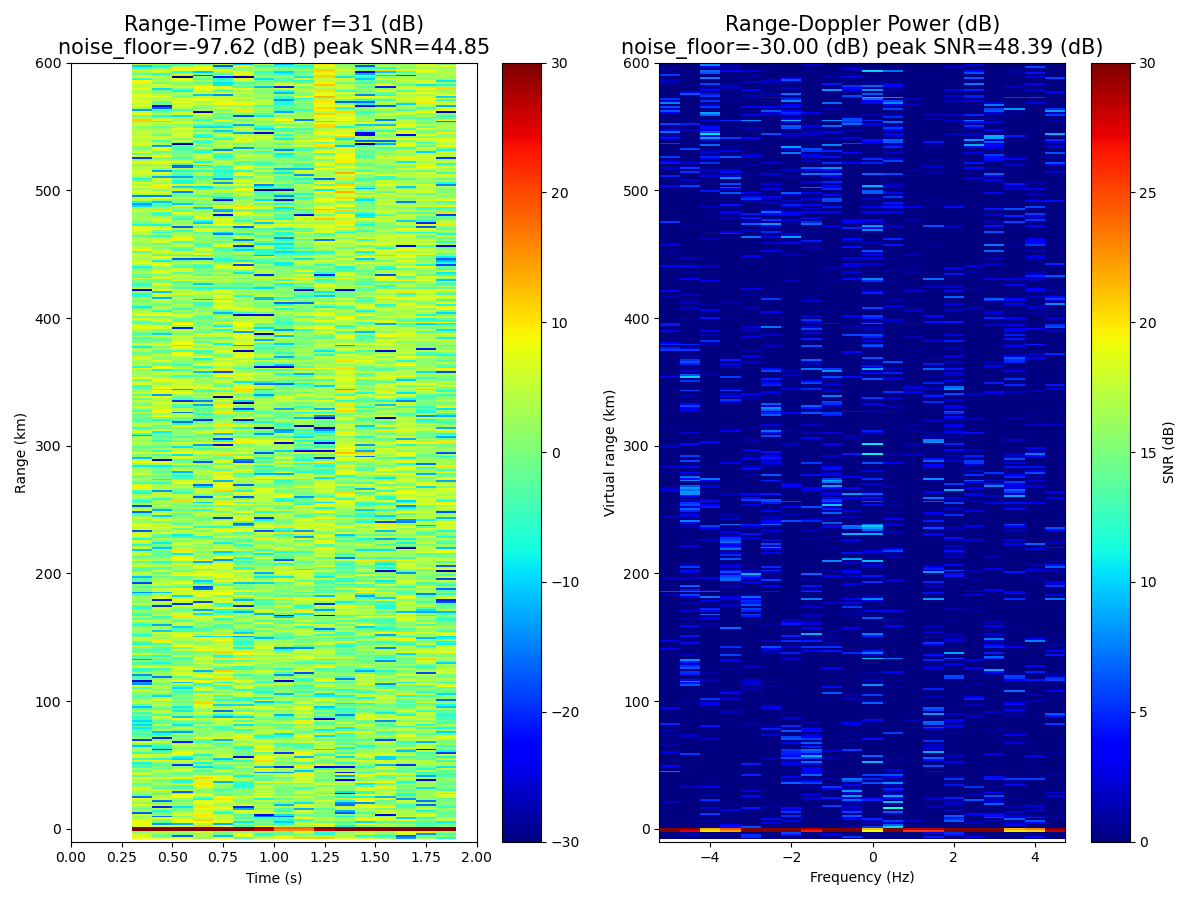 Range-Time Power f=31 (dB)
noise_floor=-97.62 (dB) peak SNR=44.85
Range (km)
600
500
400
300
200
100
0
0.00 0.25 0.50 0.75 1.00 1.25 1.50 1.75 2.00
Time (s)
30
20
10
0
−10
−20
−30
Range-Doppler Power (dB)
noise_floor=-30.00 (dB) peak SNR=48.39 (dB)
Virtual range (km)
600
500
400
300
200
100
0
−4 −2 0 2 4
Frequency (Hz)
30
25
20
15
10
5
0
SNR (dB)